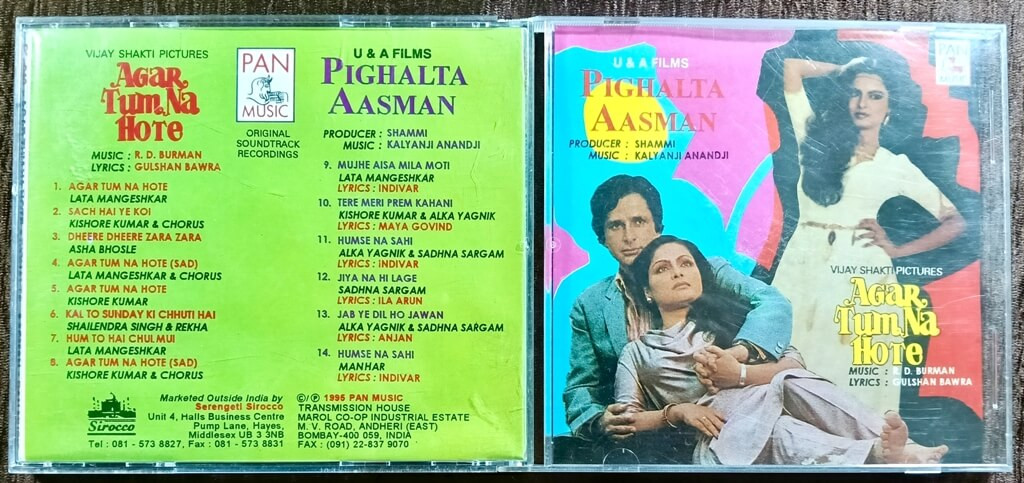 VIJAY SHAKTI PICTURES
AGAR
TUM NA
HOTE
MUSIC : R. D. BURMAN
LYRICS : GULSHAN BAWRA
1. AGAR TUM NA HOTE
LATA MANGESHKAR
2. SACH HAI YE KOI
KISHORE KUMAR & CHORUS
3. DHEERE DHEERE ZARA ZARA
ASHA BHOSLE
4. AGAR TUM NA HOTE (SAD)
LATA MANGESHKAR & CHORUS
5. AGAR TUM NA HOTE
KISHORE KUMAR
6. KAL TO SUNDAY KI CHHUTI HAI
SHAILENDRA SINGH & REKHA
7. HUM TO HAI CHUI MUI
LATA MANGESHKAR
8. AGAR TUM NA HOTE (SAD)
KISHORE KUMAR & CHORUS
PAN
MUSIC
ORIGINAL
SOUNDTRACK
RECORDINGS
U & A FILMS
PIGHALTA
AASMAN
PRODUCER : SHAMMI
MUSIC : KALYANJI ANANDJI
9. MUJHE AISA MILA MOTI
LATA MANGESHKAR
LYRICS : INDIVAR
10. TERE MERI PREM KAHANI
KISHORE KUMAR & ALKA YAGNIK
LYRICS : MAYA GOVIND
11. HUMSE NA SAHI
ALKA YAGNIK & SADHNA SARGAM
LYRICS : INDIVAR
12. JIYA NA HI LAGE
SADHNA SARGAM
LYRICS : ILA ARUN
13. JAB YE DIL HO JAWAN
ALKA YAGNIK & SADHNA SARGAM
LYRICS : ANJAN
14. HUMSE NA SAHI
MANHAR
LYRICS : INDIVAR
Sirocco
Marketed Outside India by
Serengeti Sirocco
Unit 4, Halls Business Centre
Pump Lane, Hayes,
Middlesex UB 3 3NB
Tel : 081 - 573 8827, Fax : 081 - 573 8831
©/℗ 1995 PAN MUSIC
TRANSMISSION HOUSE
MAROL CO-OP INDUSTRIAL ESTATE
M. V. ROAD, ANDHERI (EAST)
BOMBAY-400 059, INDIA
FAX : (091) 22-837 9070
U & A FILMS
PIGHALTA
AASMAN
PRODUCER : SHAMMI
MUSIC : KALYANJI ANANDJI
PAN
MUSIC
VIJAY SHAKTI PICTURES
AGAR
TUM NA
HOTE
MUSIC : R. D. BURMAN
LYRICS : GULSHAN BAWRA